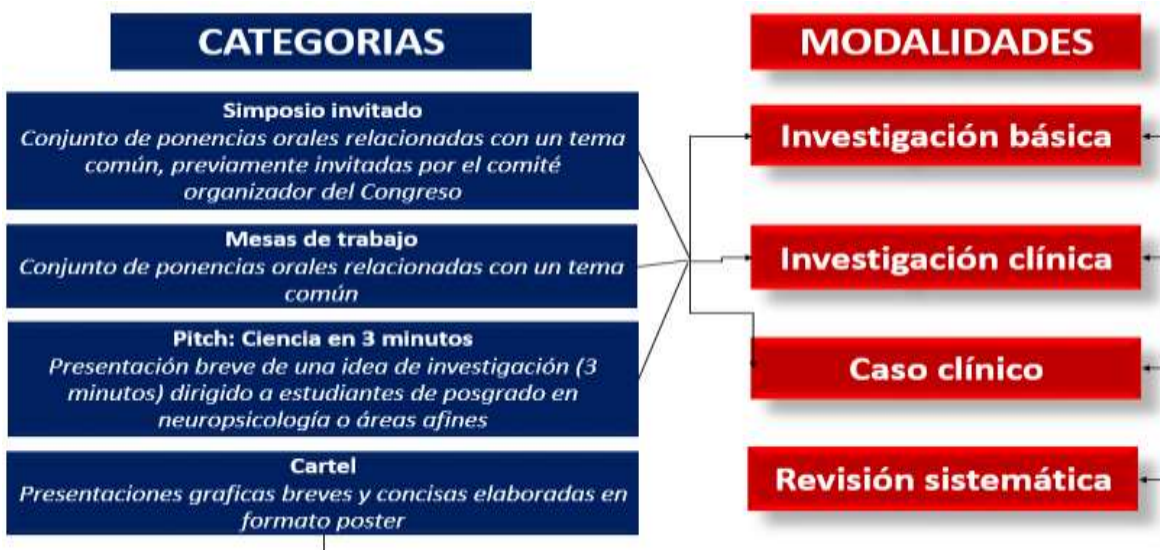 CATEGORIAS
Simposio invitado
Conjunto de ponencias orales relacionadas con un tema
común, previamente invitadas por el comité
organizador del Congreso
Mesas de trabajo
Conjunto de ponencias orales relacionadas con un tema
común
Pitch: Ciencia en 3 minutos
Presentación breve de una idea de investigación (3
minutos) dirigido a estudiantes de posgrado en
neuropsicología o áreas afines
Cartel
Presentaciones graficas breves y concisas elaboradas en
formato poster
MODALIDADES
Investigación básica
Investigación clínica
Caso clínico
Revisión sistemática